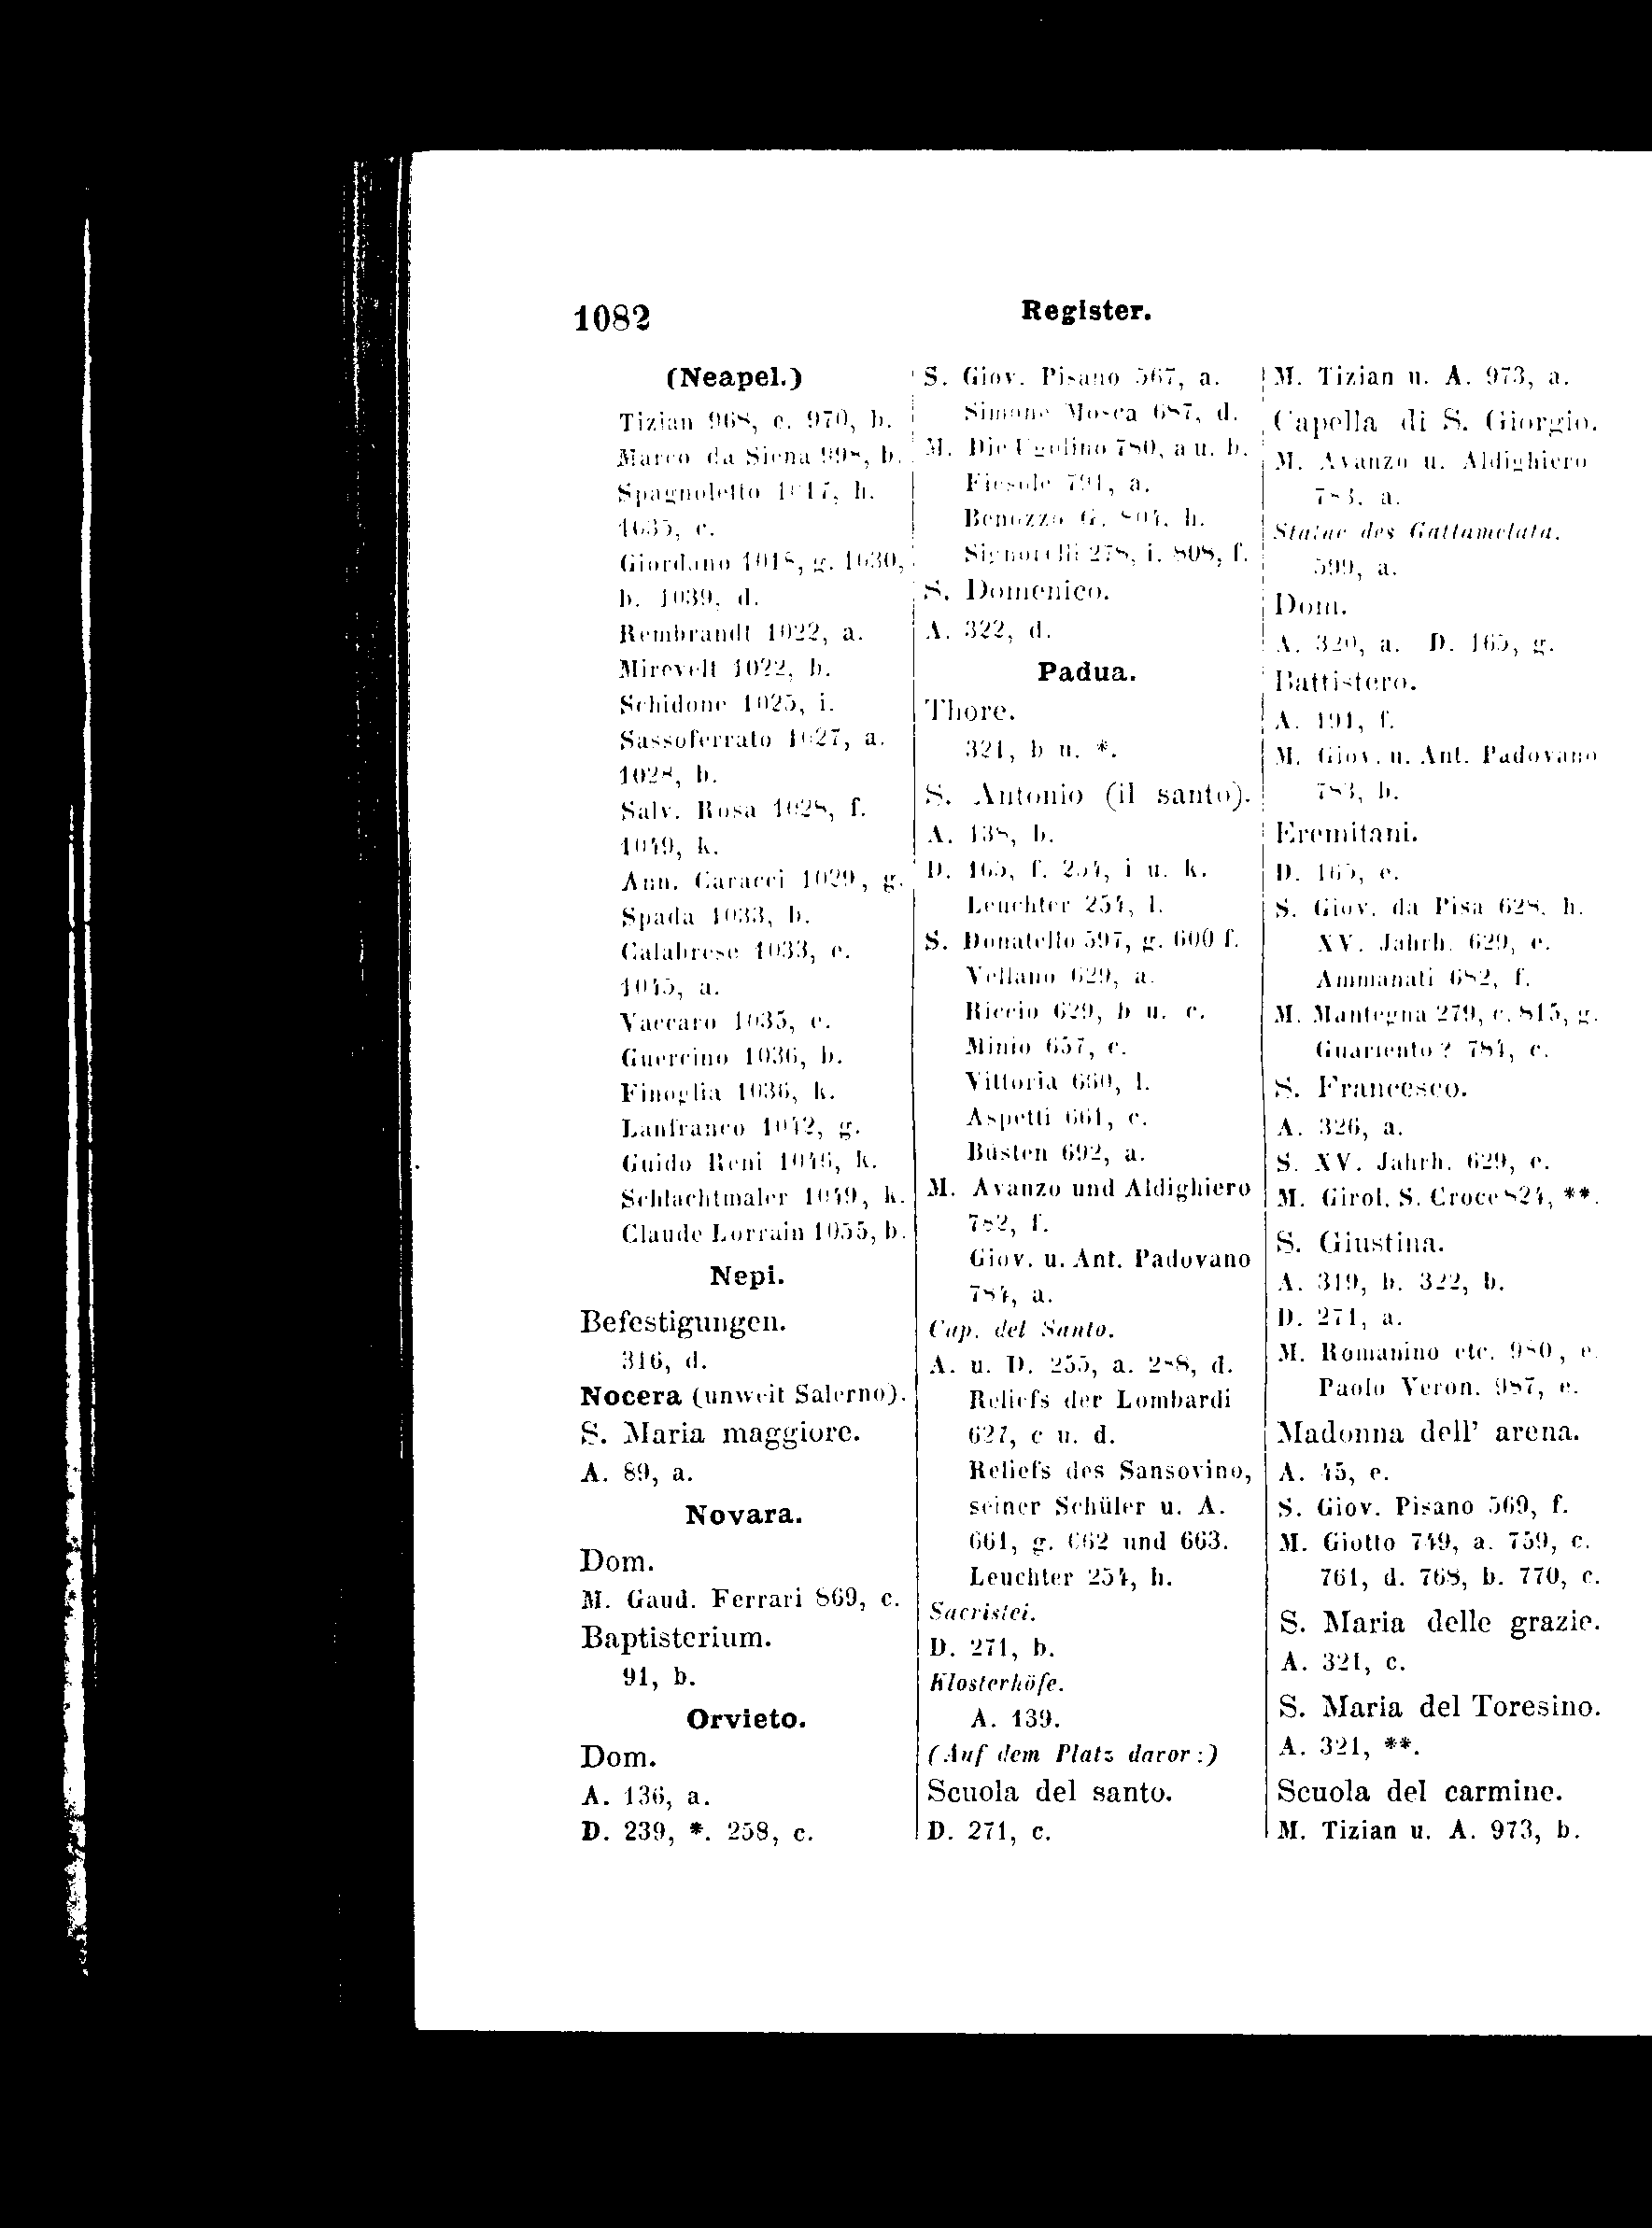 1082
Register.
(Neapel.)
Tizian 968, c. 970, b.
Marco da Siena 998, b.
Spagnoletto 1017, h.
1035, c.
Giordano 1018, g. 1030,
b. 1039, d.
Rembrandt 1022, a.
Mirevelt 1022, b.
Schidone 1025, i.
Sassoferrato 1027, a.
1028, b.
Salv. Rosa 1028, f.
1049, k.
Ann. Caracci 1029, g.
Spada 1033, b.
Calabrese 1033, e.
1045, a.
Vaccaro 1035, c.
Guercino 1036, b.
Finoglia 1036, k.
Lanfranco 1042, g.
Guido Reni 1046, k.
Schlachtmaler 1049, k.
Claude Lorrain 1055, b.
Nepi.
Befestigungen.
316, d.
Nocera (unweit Salerno).
S. Maria maggiore.
A. 89, a.
Novara.
Dom.
M. Gaud. Ferrari 869, c.
Baptisterium.
91, b.
Orvieto.
Dom.
A. 136, a.
D. 239, *. 258, c.
S. Giov. Pisano 567, a.
Simone Mosca 687, d.
M. Die Ugolino 780, a u. b.
Fiesole 791, a.
Benozzo G. 804, h.
Signorelli 278, i. 808, f.
S. Domenico.
A. 322, d.
Padua.
Thore.
321, b u. *.
S. Antonio (il santo).
A. 138, b.
D. 165, f. 254, i u. k.
Leuchter 254, l.
S. Donatello 597, g. 600 f.
Vellano 629, a.
Riccio 629, b u. c.
Minio 657, c.
Vittoria 660, l.
Aspetti 661, c.
Büsten 692, a.
M. Avanzo und Aldighiero
782, f.
Giov. u. Ant. Padovano
784, a.
Cap. del Santo.
A. u. D. 255, a. 288, d.
Reliefs der Lombardi
627, c u. d.
Reliefs des Sansovino,
seiner Schüler u. A.
661, g. 662 und 663.
Leuchter 254, h.
Sacristei.
D. 271, b.
Klosterhöfe.
A. 139.
(Auf dem Platz daror:)
Scuola del santo.
D. 271, c.
M. Tizian u. A. 973, a.
Capella di S. Giorgio.
M. Avanzo u. Aldighiero
783, a.
Statue des Gattamelata.
599, a.
Dom.
A. 320, a. D. 165, g.
Battistero.
A. 191, f.
M. Giov. u. Ant. Padovano
783, b.
Eremitani.
D. 165, e.
S. Giov. da Pisa 628, h.
XV. Jahrh. 629, e.
Ammanati 682, f.
M. Mantegna 279, c. 815, g.
Guariento? 784, c.
S. Francesco.
A. 326, a.
S. XV. Jahrh. 629, e.
M. Girol. S. Croce 824, **.
S. Giustina.
A. 319, b. 322, b.
D. 271, a.
M. Romanino etc. 980, e.
Paolo Veron. 987, e.
Madonna dell' arena.
A. 45, e.
S. Giov. Pisano 569, f.
M. Giotto 749, a. 759, c.
761, d. 768, b. 770, c.
S. Maria delle grazie.
A. 321, c.
S. Maria del Toresino.
A. 321, **.
Scuola del carmine.
M. Tizian u. A. 973, b.